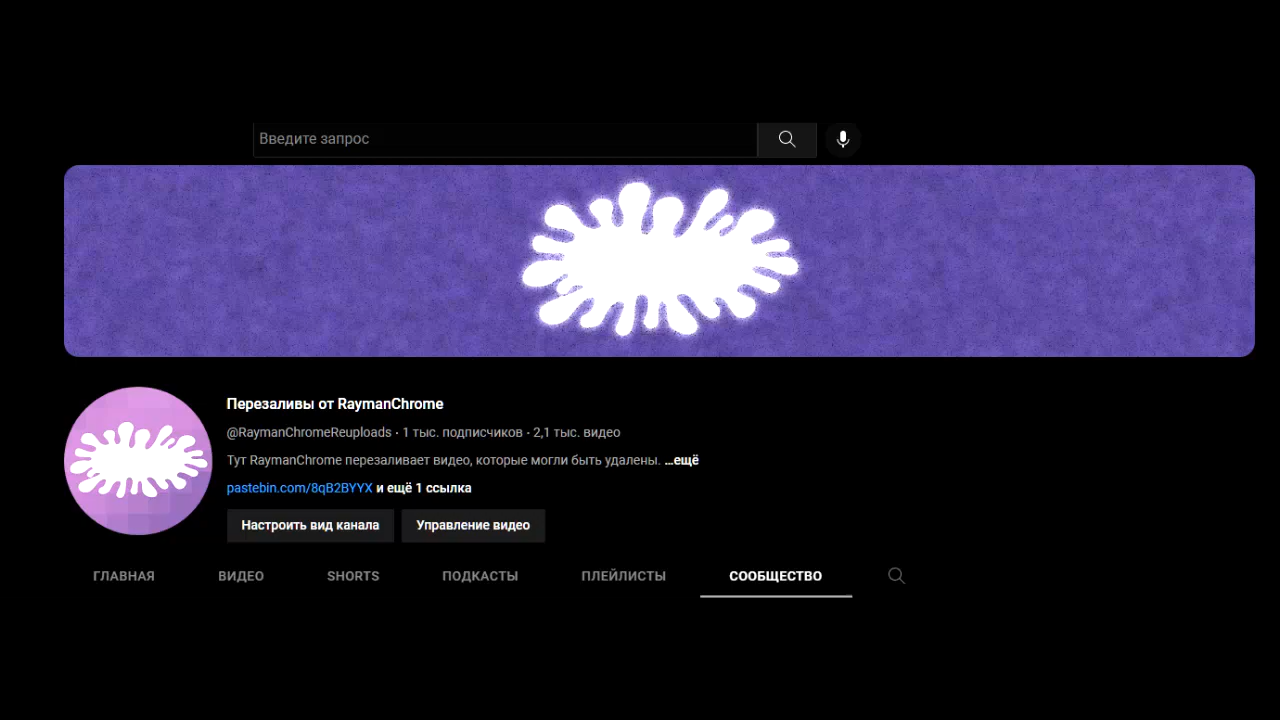 Введите запрос
Перезаливы от RaymanChrome
@RaymanChromeReuploads · 1 тыс. подписчиков · 2,1 тыс. видео
Тут RaymanChrome перезаливает видео, которые могли быть удалены. ...ещё
pastebin.com/8qB2BYYX и ещё 1 ссылка
Настроить вид канала Управление видео
ГЛАВНАЯ ВИДЕО SHORTS ПОДКАСТЫ ПЛЕЙЛИСТЫ СООБЩЕСТВО